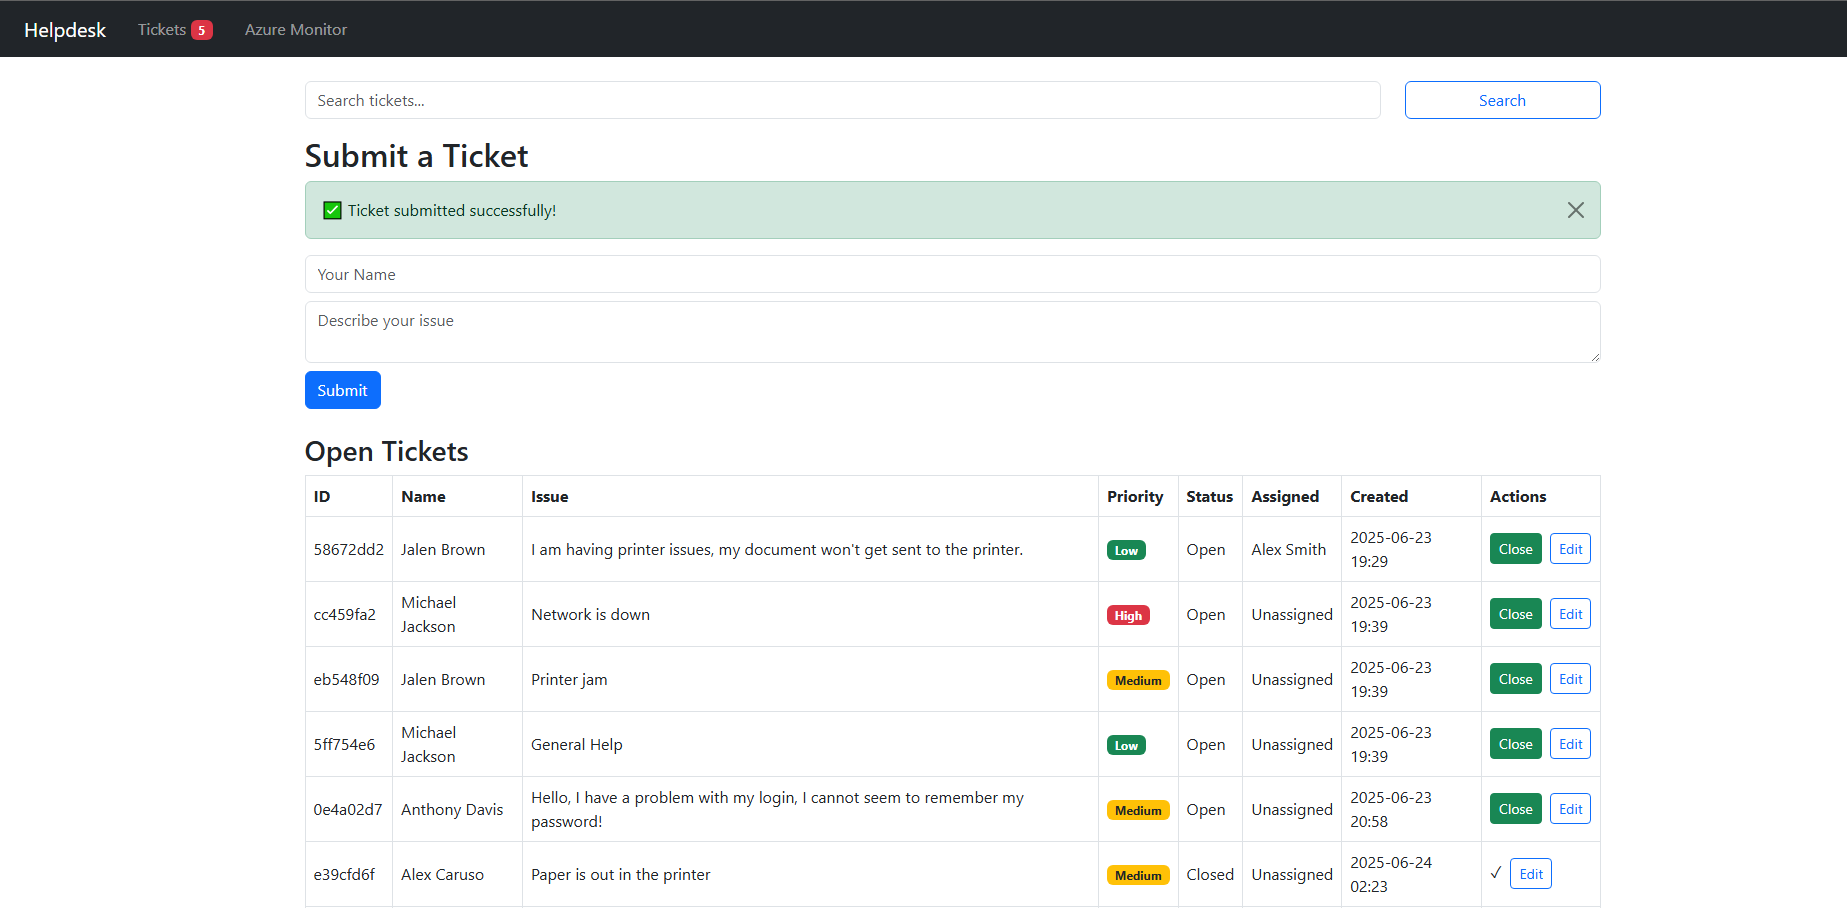 Helpdesk Tickets 5 Azure Monitor
Search tickets... Search
Submit a Ticket
✅ Ticket submitted successfully!
Your Name
Describe your issue
Submit
Open Tickets
ID Name Issue Priority Status Assigned Created Actions
58672dd2 Jalen Brown I am having printer issues, my document won't get sent to the printer. Low Open Alex Smith 2025-06-23 19:29 Close Edit
cc459fa2 Michael Jackson Network is down High Open Unassigned 2025-06-23 19:39 Close Edit
eb548f09 Jalen Brown Printer jam Medium Open Unassigned 2025-06-23 19:39 Close Edit
5ff754e6 Michael Jackson General Help Low Open Unassigned 2025-06-23 19:39 Close Edit
0e4a02d7 Anthony Davis Hello, I have a problem with my login, I cannot seem to remember my password! Medium Open Unassigned 2025-06-23 20:58 Close Edit
e39cfd6f Alex Caruso Paper is out in the printer Medium Closed Unassigned 2025-06-24 02:23 ✓ Edit